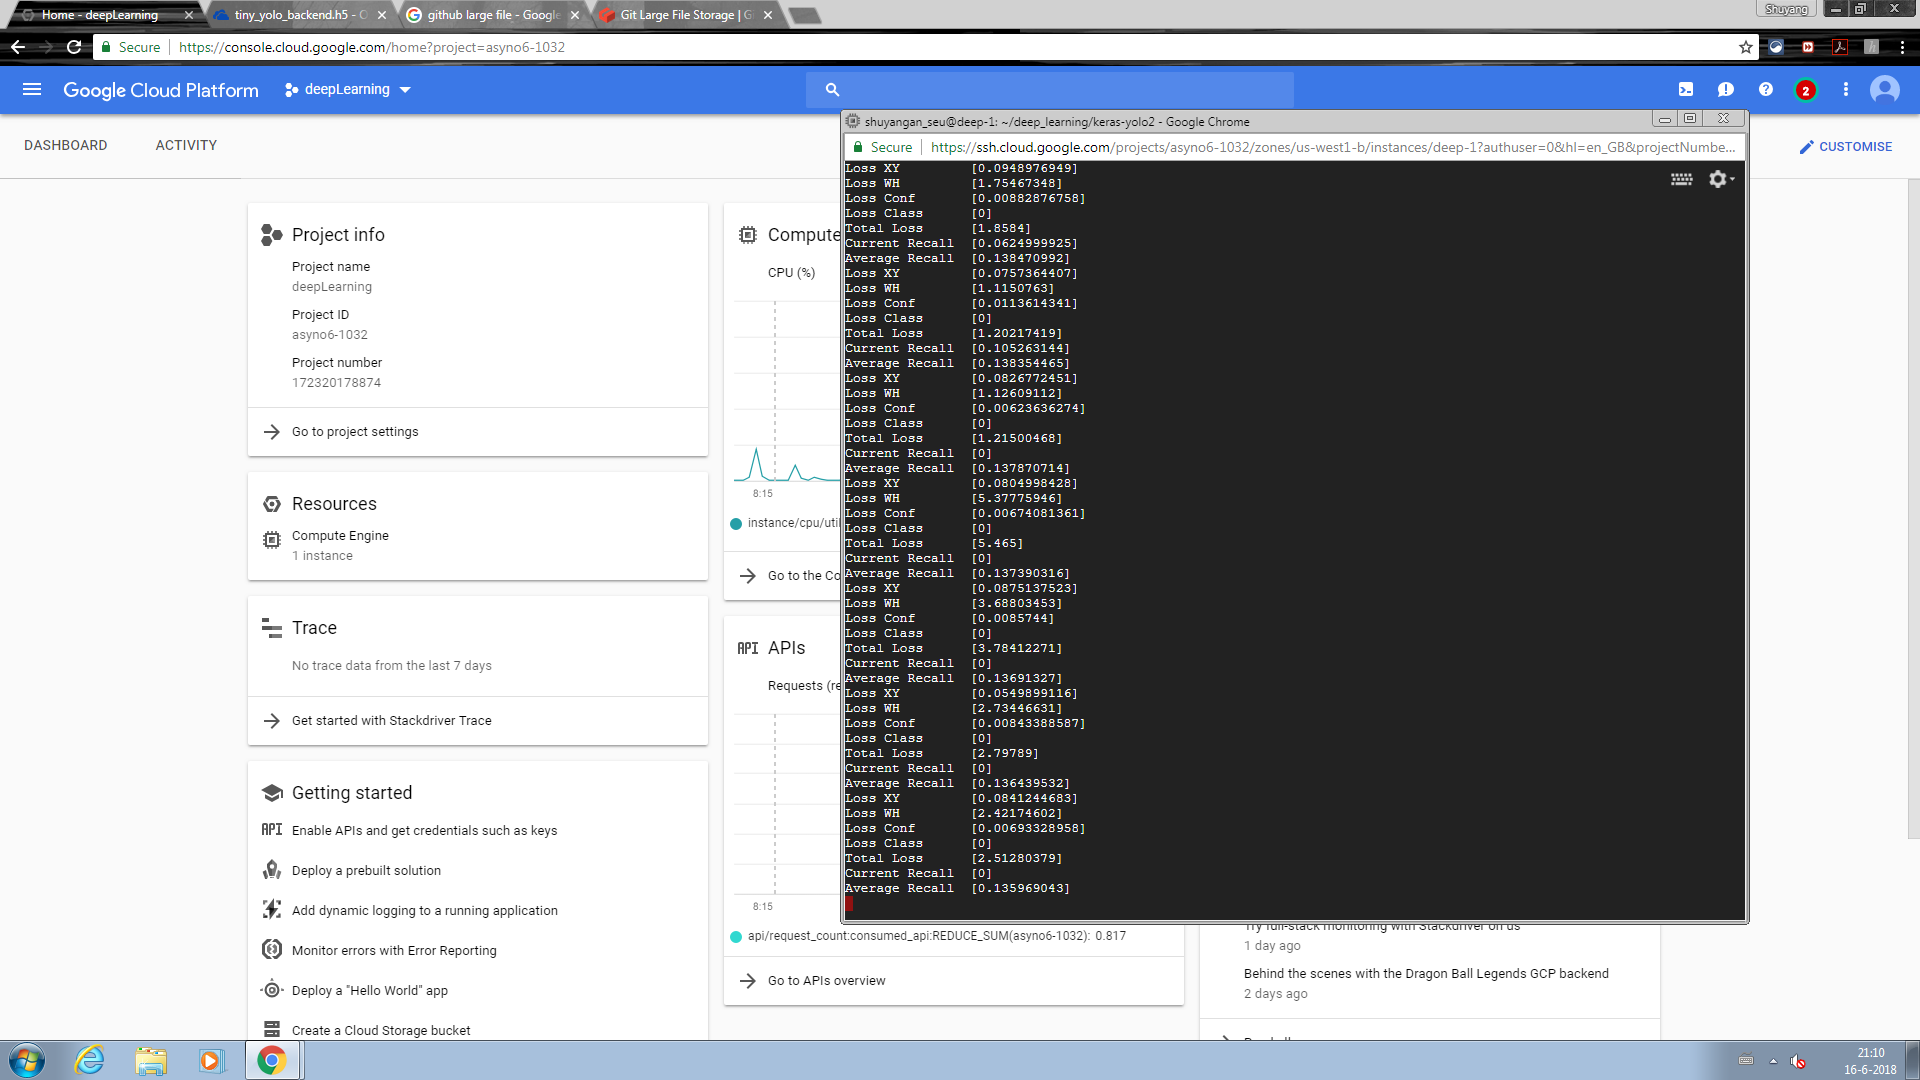 Home - deepLearning
tiny_yolo_backend.h5 - O
github large file - Google
Git Large File Storage | G
Shuyang
Secure
https://console.cloud.google.com/home?project=asyno6-1032
Google Cloud Platform
deepLearning
2
DASHBOARD
ACTIVITY
CUSTOMISE
Project info
Project name
deepLearning
Project ID
asyno6-1032
Project number
172320178874
Go to project settings
Resources
Compute Engine
1 instance
Trace
No trace data from the last 7 days
Get started with Stackdriver Trace
Getting started
API Enable APIs and get credentials such as keys
Deploy a prebuilt solution
Add dynamic logging to a running application
Monitor errors with Error Reporting
Deploy a "Hello World" app
Create a Cloud Storage bucket
Compute
CPU (%)
8:15
instance/cpu/util
Go to the Co
API APIs
Requests (re
8:15
api/request_count:consumed_api:REDUCE_SUM(asyno6-1032): 0.817
Go to APIs overview
shuyangan_seu@deep-1: ~/deep_learning/keras-yolo2 - Google Chrome
Secure
https://ssh.cloud.google.com/projects/asyno6-1032/zones/us-west1-b/instances/deep-1?authuser=0&hl=en_GB&projectNumbe...
Loss XY [0.0948976949]
Loss WH [1.75467348]
Loss Conf [0.00882876758]
Loss Class [0]
Total Loss [1.8584]
Current Recall [0.0624999925]
Average Recall [0.138470992]
Loss XY [0.0757364407]
Loss WH [1.1150763]
Loss Conf [0.0113614341]
Loss Class [0]
Total Loss [1.20217419]
Current Recall [0.105263144]
Average Recall [0.138354465]
Loss XY [0.0826772451]
Loss WH [1.12609112]
Loss Conf [0.00623636274]
Loss Class [0]
Total Loss [1.21500468]
Current Recall [0]
Average Recall [0.137870714]
Loss XY [0.0804998428]
Loss WH [5.37775946]
Loss Conf [0.00674081361]
Loss Class [0]
Total Loss [5.465]
Current Recall [0]
Average Recall [0.137390316]
Loss XY [0.0875137523]
Loss WH [3.68803453]
Loss Conf [0.0085744]
Loss Class [0]
Total Loss [3.78412271]
Current Recall [0]
Average Recall [0.13691327]
Loss XY [0.0549899116]
Loss WH [2.73446631]
Loss Conf [0.00843388587]
Loss Class [0]
Total Loss [2.79789]
Current Recall [0]
Average Recall [0.136439532]
Loss XY [0.0841244683]
Loss WH [2.42174602]
Loss Conf [0.00693328958]
Loss Class [0]
Total Loss [2.51280379]
Current Recall [0]
Average Recall [0.135969043]
Try full-stack monitoring with Stackdriver on us
1 day ago
Behind the scenes with the Dragon Ball Legends GCP backend
2 days ago
21:10
16-6-2018